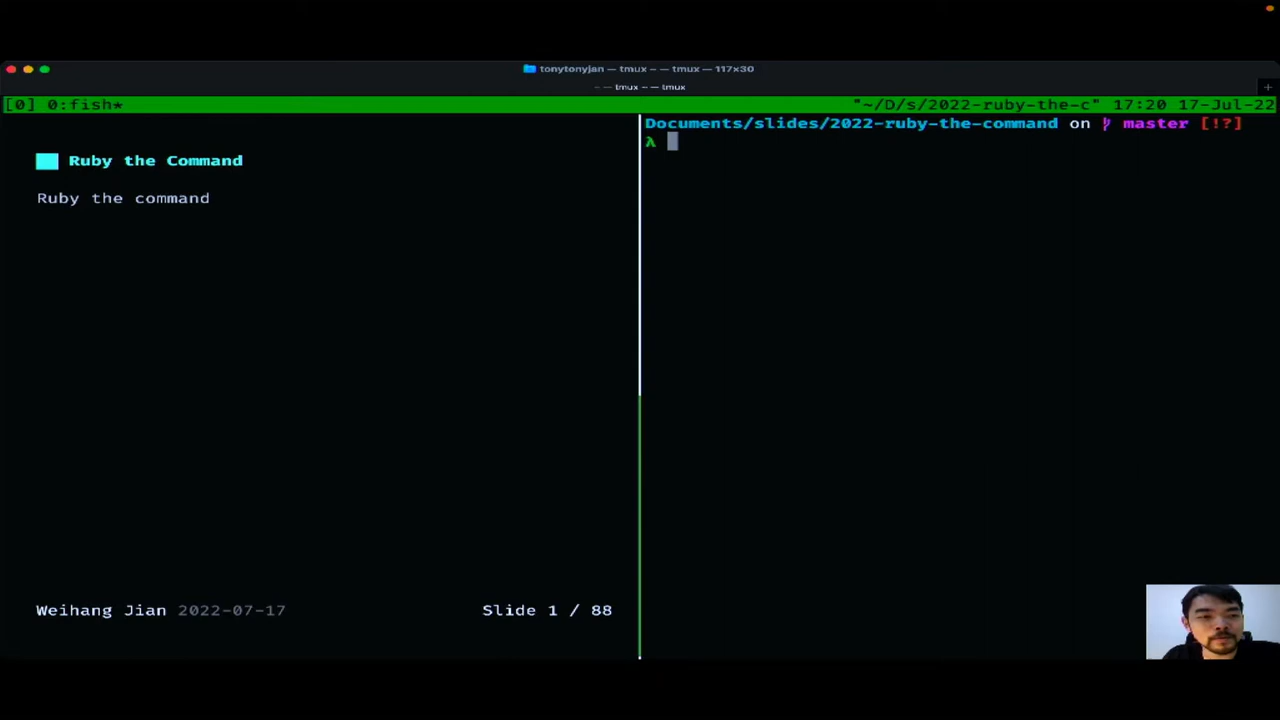 tonytonyjan — tmux - — tmux — 117×30
- — tmux — — tmux
[0] 0:fish*
"~/D/s/2022-ruby-the-c" 17:20 17-Jul-22
Ruby the Command
Ruby the command
Weihang Jian 2022-07-17
Slide 1 / 88
Documents/slides/2022-ruby-the-command on master [!?]
λ